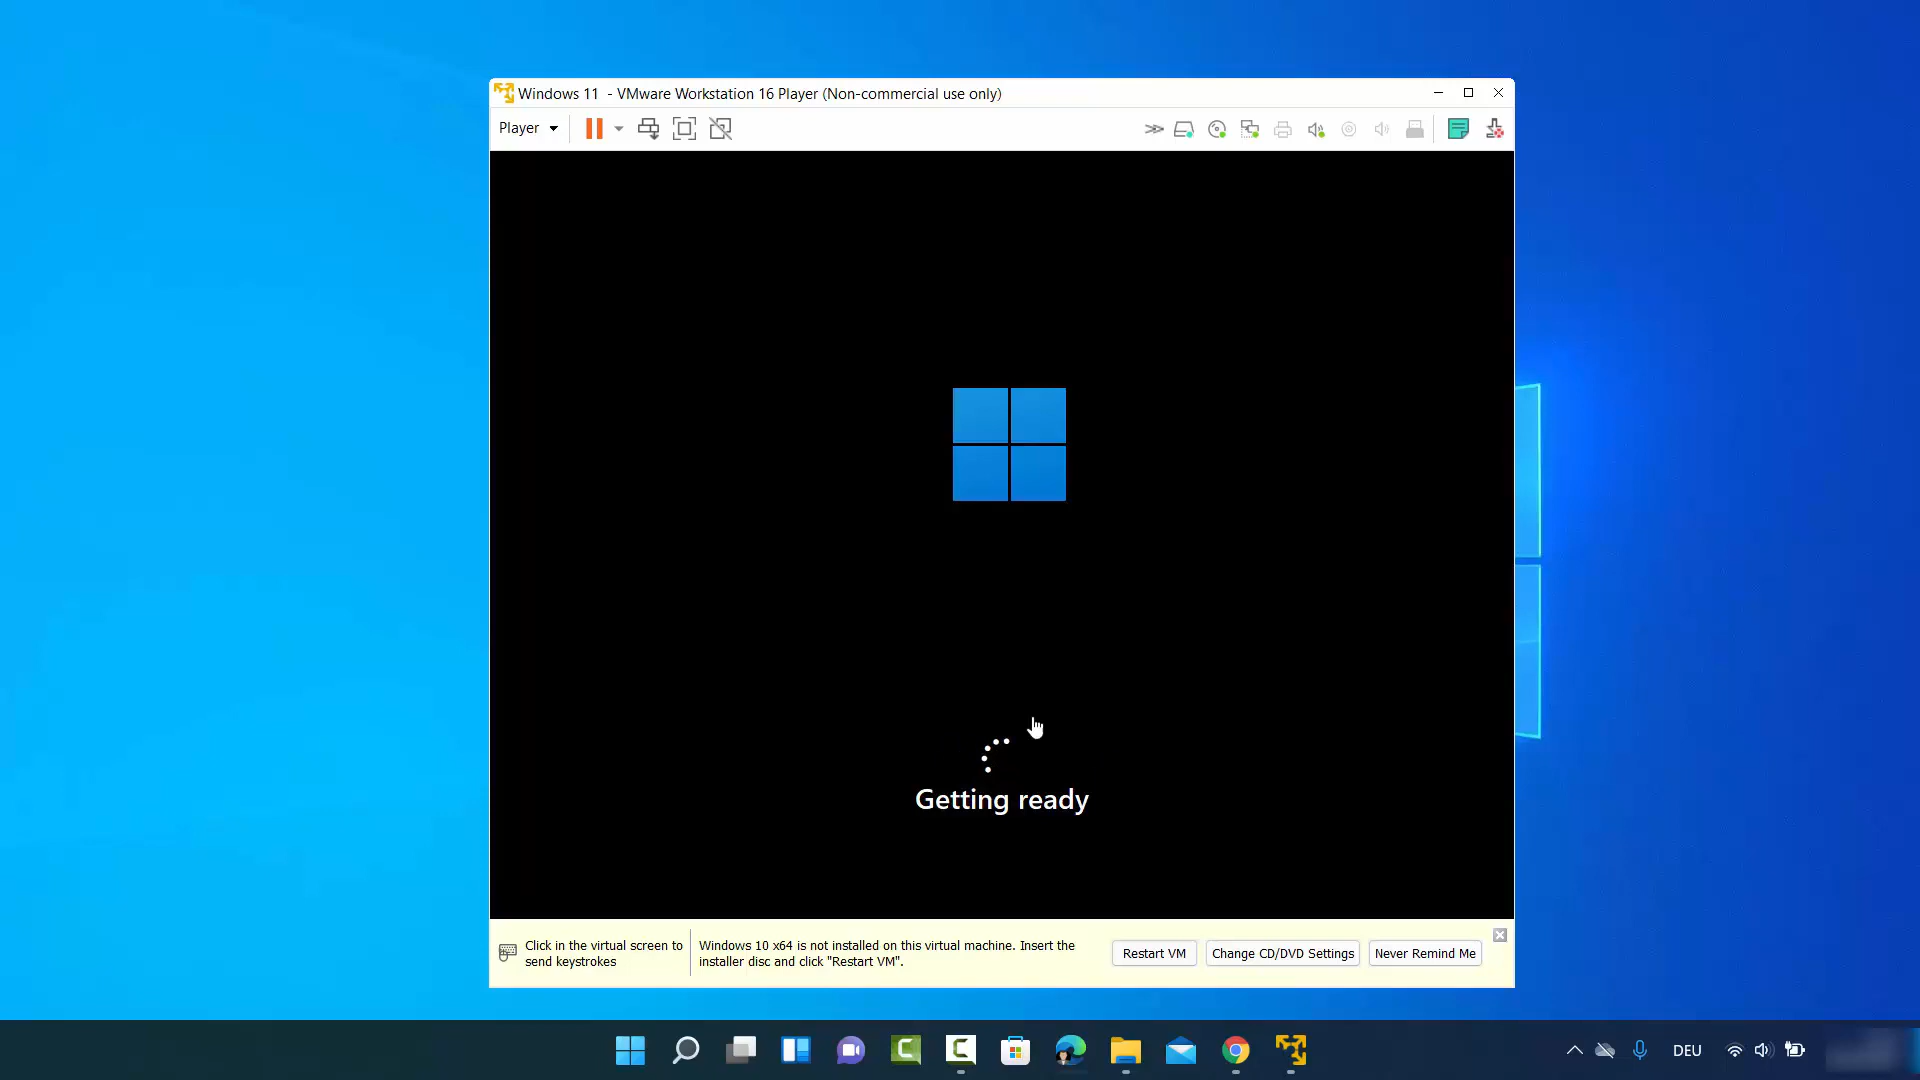 Windows 11 - VMware Workstation 16 Player (Non-commercial use only)
Player
Getting ready
Click in the virtual screen to
send keystrokes
Windows 10 x64 is not installed on this virtual machine. Insert the
installer disc and click "Restart VM".
Restart VM
Change CD/DVD Settings
Never Remind Me
DEU